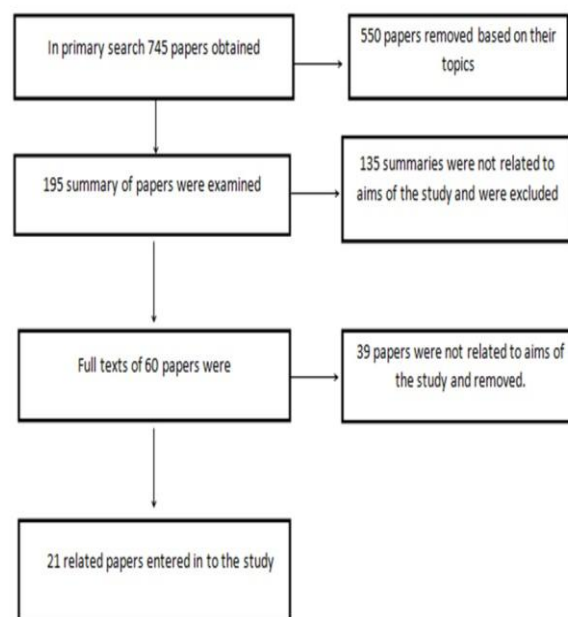 In primary search 745 papers obtained
550 papers removed based on their
topics
195 summary of papers were examined
135 summaries were not related to
aims of the study and were excluded
Full texts of 60 papers were
39 papers were not related to aims of
the study and removed.
21 related papers entered in to the study